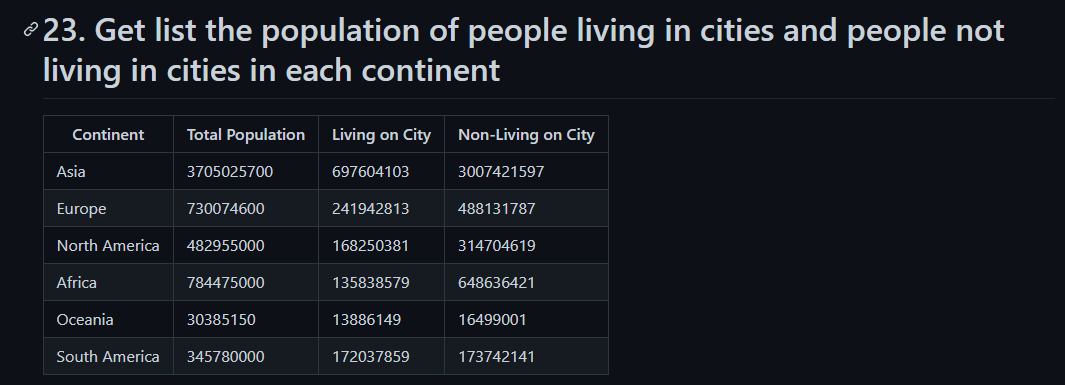 23. Get list the population of people living in cities and people not
living in cities in each continent
Continent Total Population Living on City Non-Living on City
Asia 3705025700 697604103 3007421597
Europe 730074600 241942813 488131787
North America 482955000 168250381 314704619
Africa 784475000 135838579 648636421
Oceania 30385150 13886149 16499001
South America 345780000 172037859 173742141